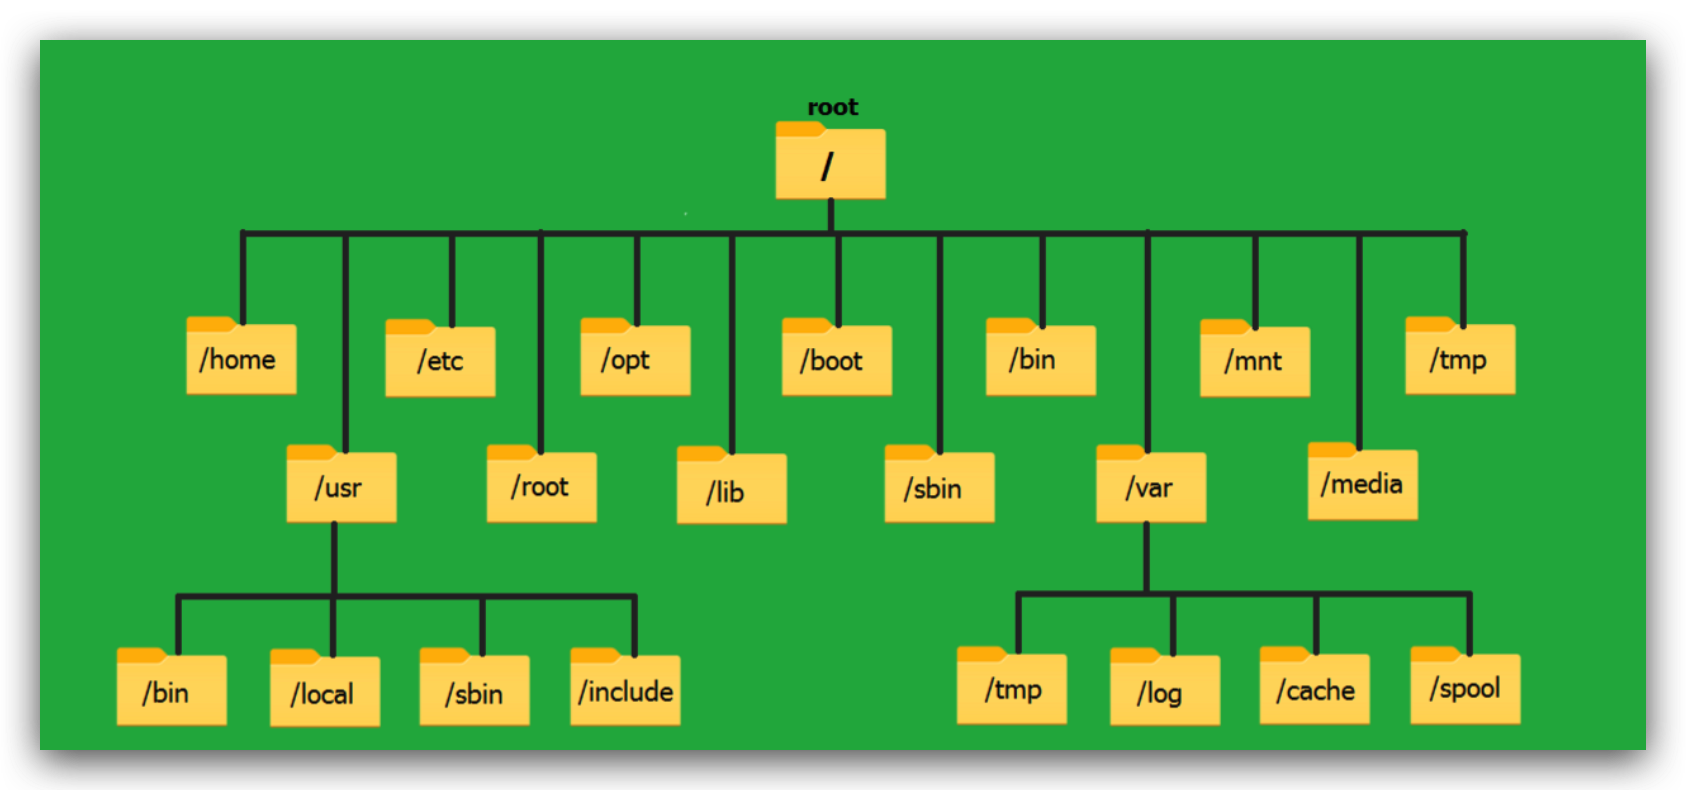 root
/
/home
/etc
/opt
/boot
/bin
/mnt
/tmp
/usr
/root
/lib
/sbin
/var
/media
/bin
/local
/sbin
/include
/tmp
/log
/cache
/spool